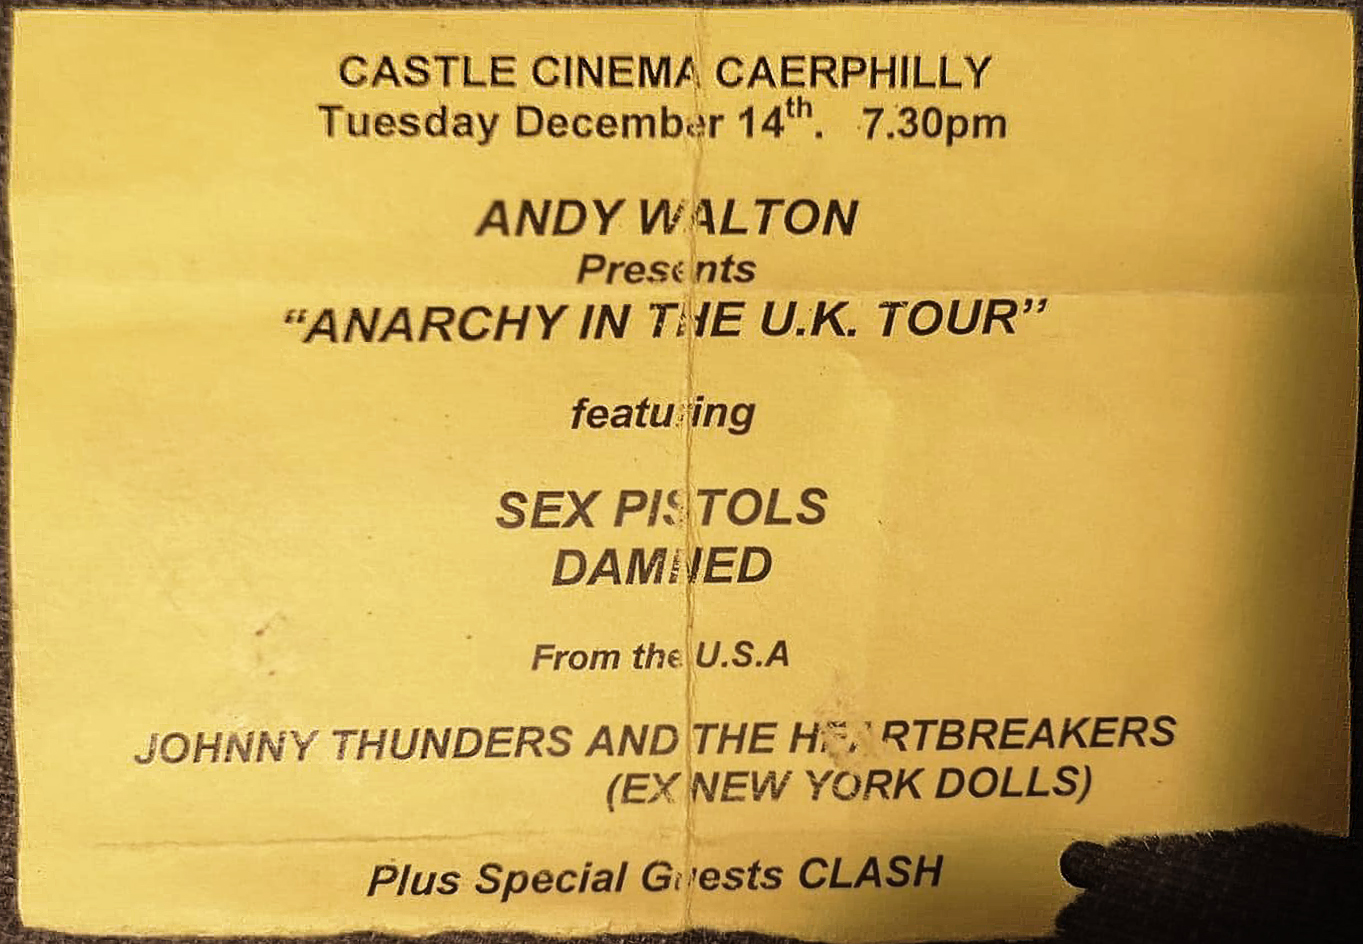 CASTLE CINEMA CAERPHILLY
Tuesday December 14th. 7.30pm
ANDY WALTON
Presents
“ANARCHY IN THE U.K. TOUR”
featuring
SEX PISTOLS
DAMNED
From the U.S.A
JOHNNY THUNDERS AND THE HEARTBREAKERS
(EX NEW YORK DOLLS)
Plus Special Guests CLASH